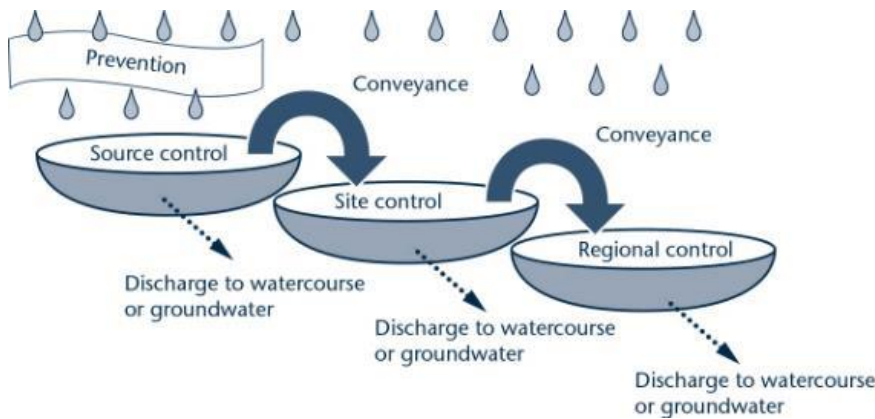 Prevention
Conveyance
Conveyance
Source control
Site control
Regional control
Discharge to watercourse
or groundwater
Discharge to watercourse
or groundwater
Discharge to watercourse
or groundwater